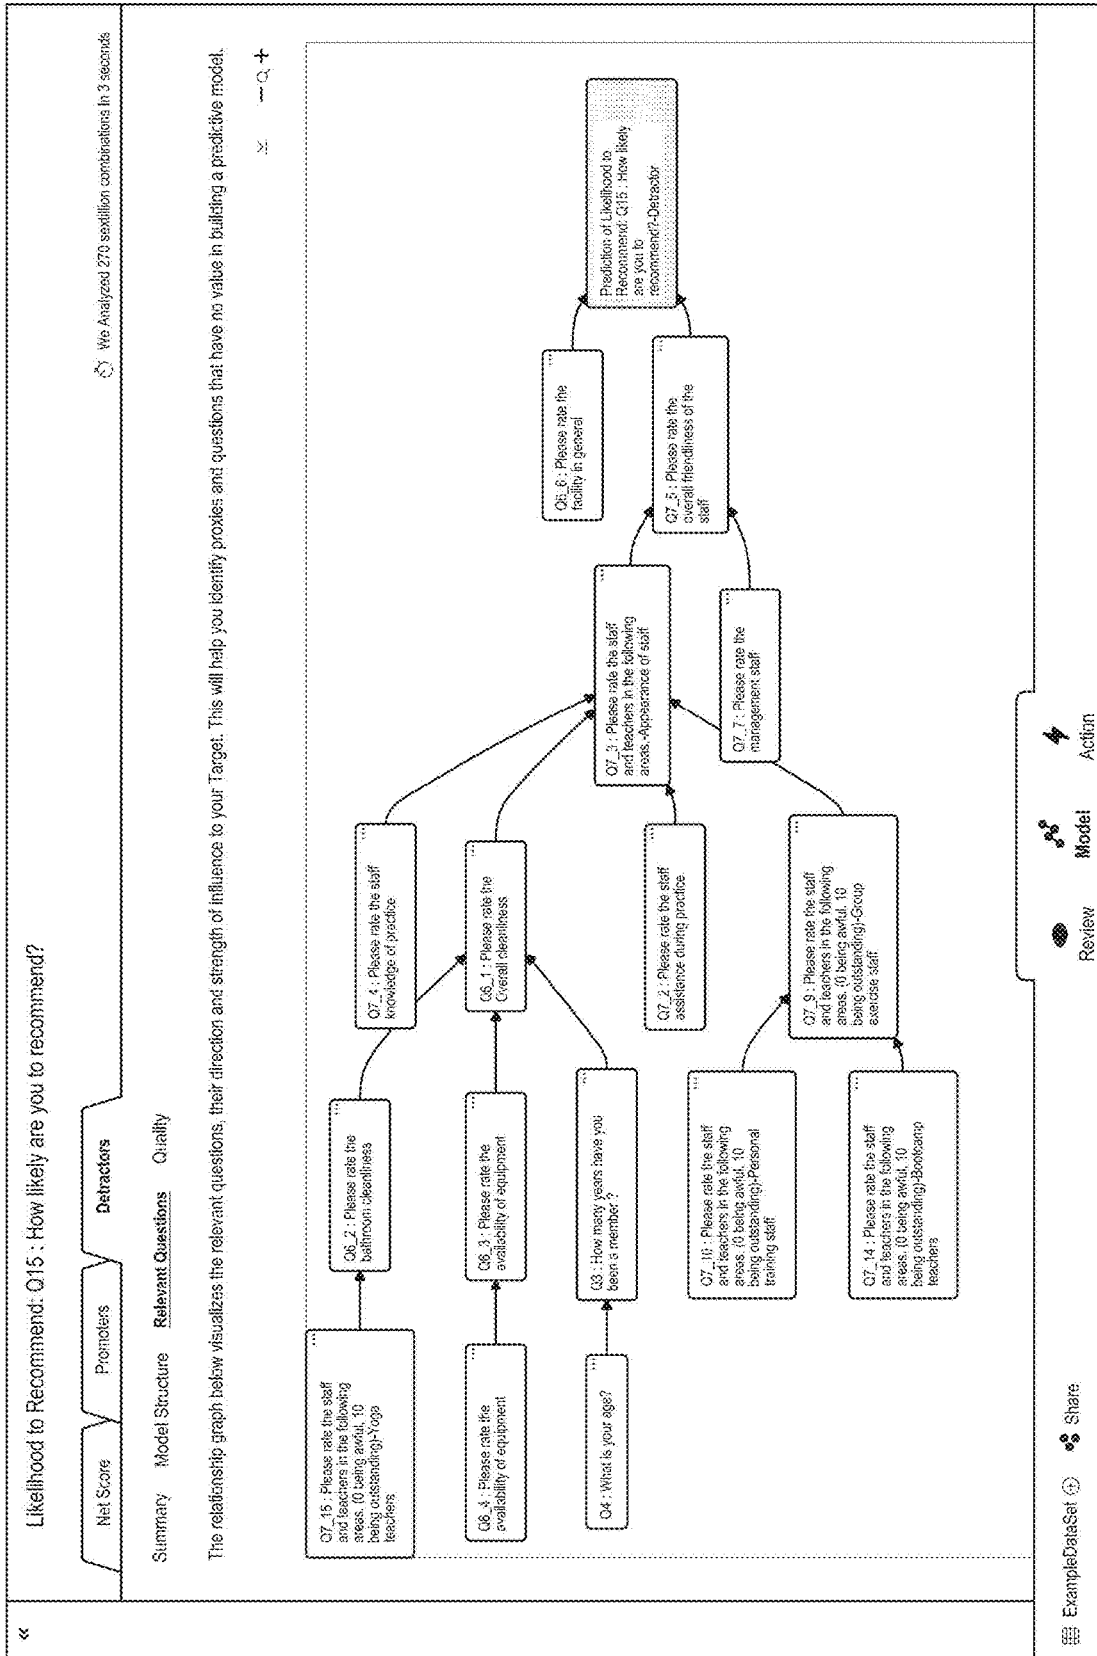 Likelihood to Recommend: Q15 : How likely are you to recommend?
Net Score
Promoters
Detractors
We Analyzed 270 sextillion combinations in 3 seconds
Summary
Model Structure
Relevant Questions
Quality
The relationship graph below visualizes the relevant questions, their direction and strength of influence to your Target. This will help you identify proxies and questions that have no value in building a predictive model.
Q7_15 : Please rate the staff
and teachers in the following
areas. (0 being awful, 10
being outstanding)-Yoga
teachers
Q6_2 : Please rate the
bathroom cleanliness
Q7_4 : Please rate the staff
knowledge of practice
Q6_4 : Please rate the
availability of equipment
Q6_3 : Please rate the
availability of equipment
Q6_1 : Please rate the
Overall cleanliness
Q4 : What is your age?
Q3 : How many years have you
been a member ?
Q7_2 : Please rate the staff
assistance during practice
Q7_3 : Please rate the staff
and teachers in the following
areas.-Appearance of staff
Q6_6 : Please rate the
facility in general
Q7_5 : Please rate the
overall friendliness of the
staff
Prediction of Likelihood to
Recommend: Q15 : How likely
are you to
recommend?-Detractor
Q7_7 : Please rate the
management staff
Q7_10 : Please rate the staff
and teachers in the following
areas. (0 being awful, 10
being outstanding)-Personal
training staff
Q7_9 : Please rate the staff
and teachers in the following
areas. (0 being awful, 10
being outstanding)-Group
exercise staff
Q7_14 : Please rate the staff
and teachers in the following
areas. (0 being awful, 10
being outstanding)-Bootcamp
teachers
ExampleDataSet
Share
Review
Model
Action